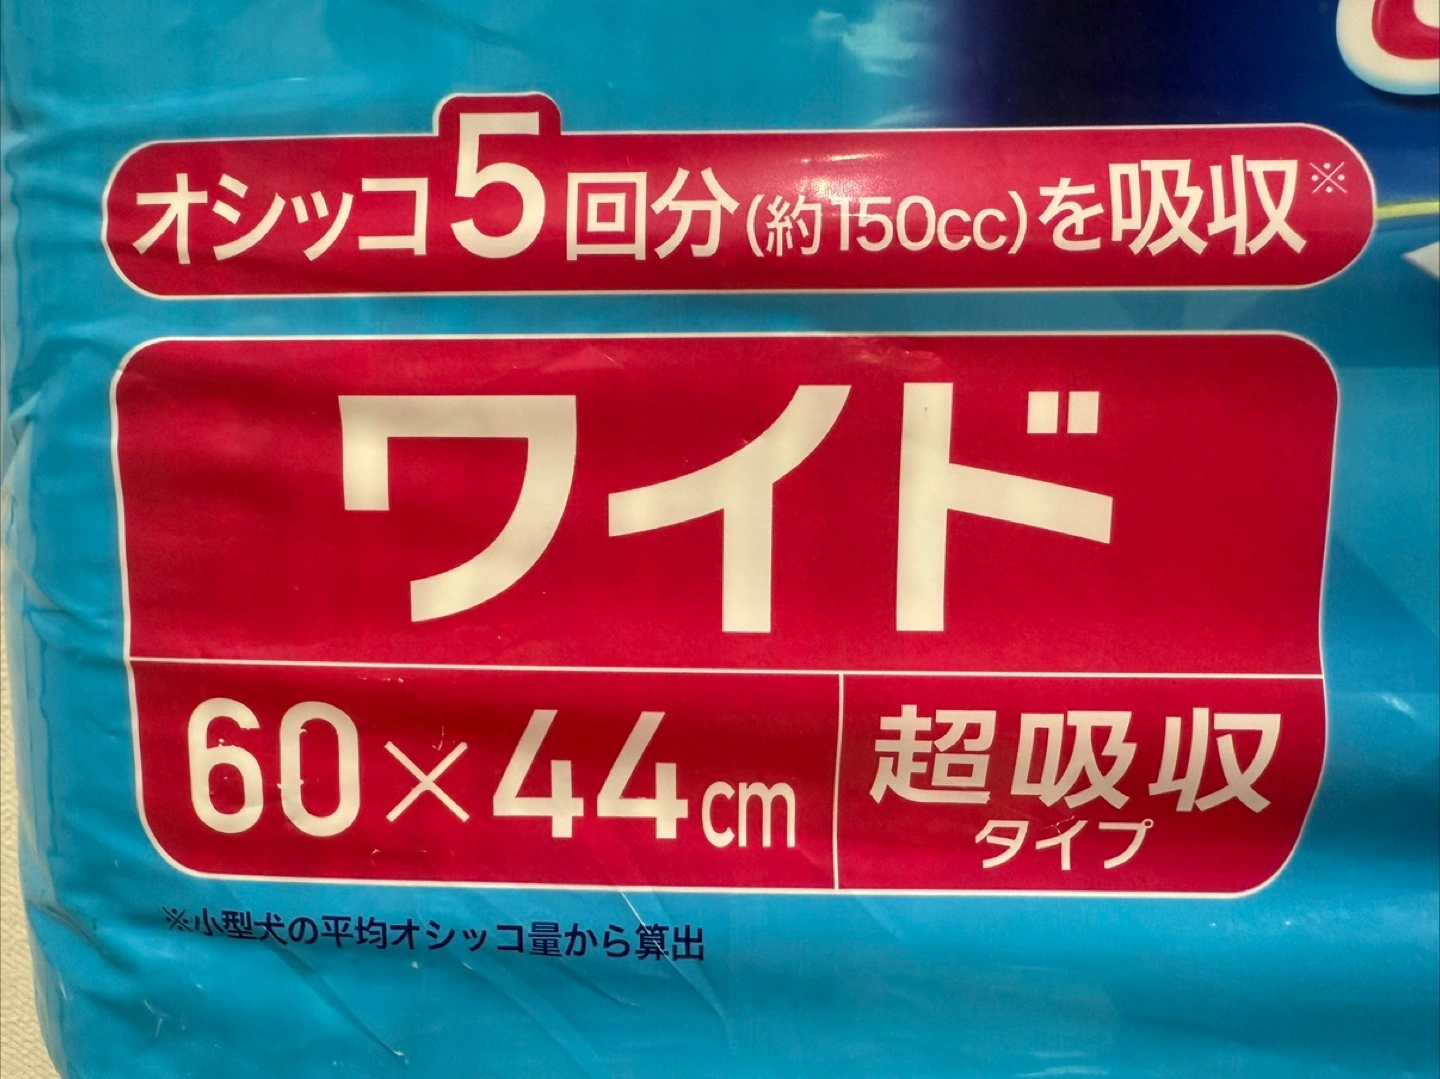 オシッコ5回分(約150cc)を吸収※
ワイド
60×44cm
超吸収
タイプ
※小型犬の平均オシッコ量から算出